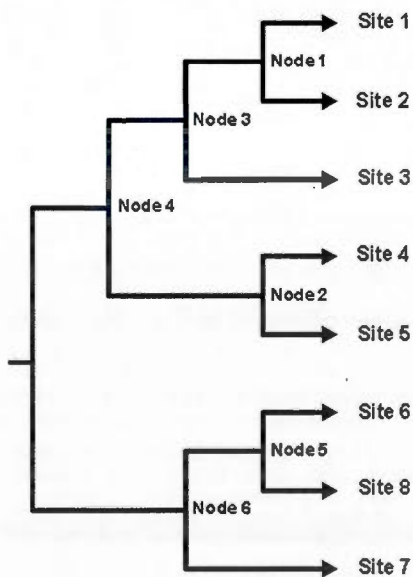 Site 1
Node 1
Site 2
Node 3
Site 3
Node 4
Site 4
Node 2
Site 5
Site 6
Node 5
Site 8
Node 6
Site 7